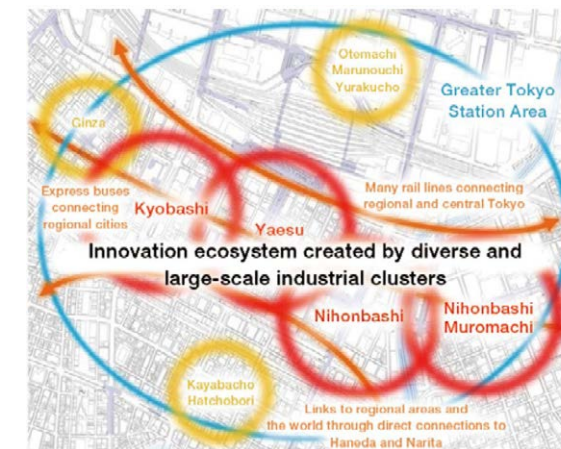 Otemachi
Marunouchi
Yurakucho
Greater Tokyo
Station Area
Ginza
Express buses
connecting
regional cities
Kyobashi
Yaesu
Many rail lines connecting
regional and central Tokyo
Innovation ecosystem created by diverse and
large-scale industrial clusters
Nihonbashi
Nihonbashi
Muromachi
Kayabacho
Hatchobori
Links to regional areas and
the world through direct connections to
Haneda and Narita